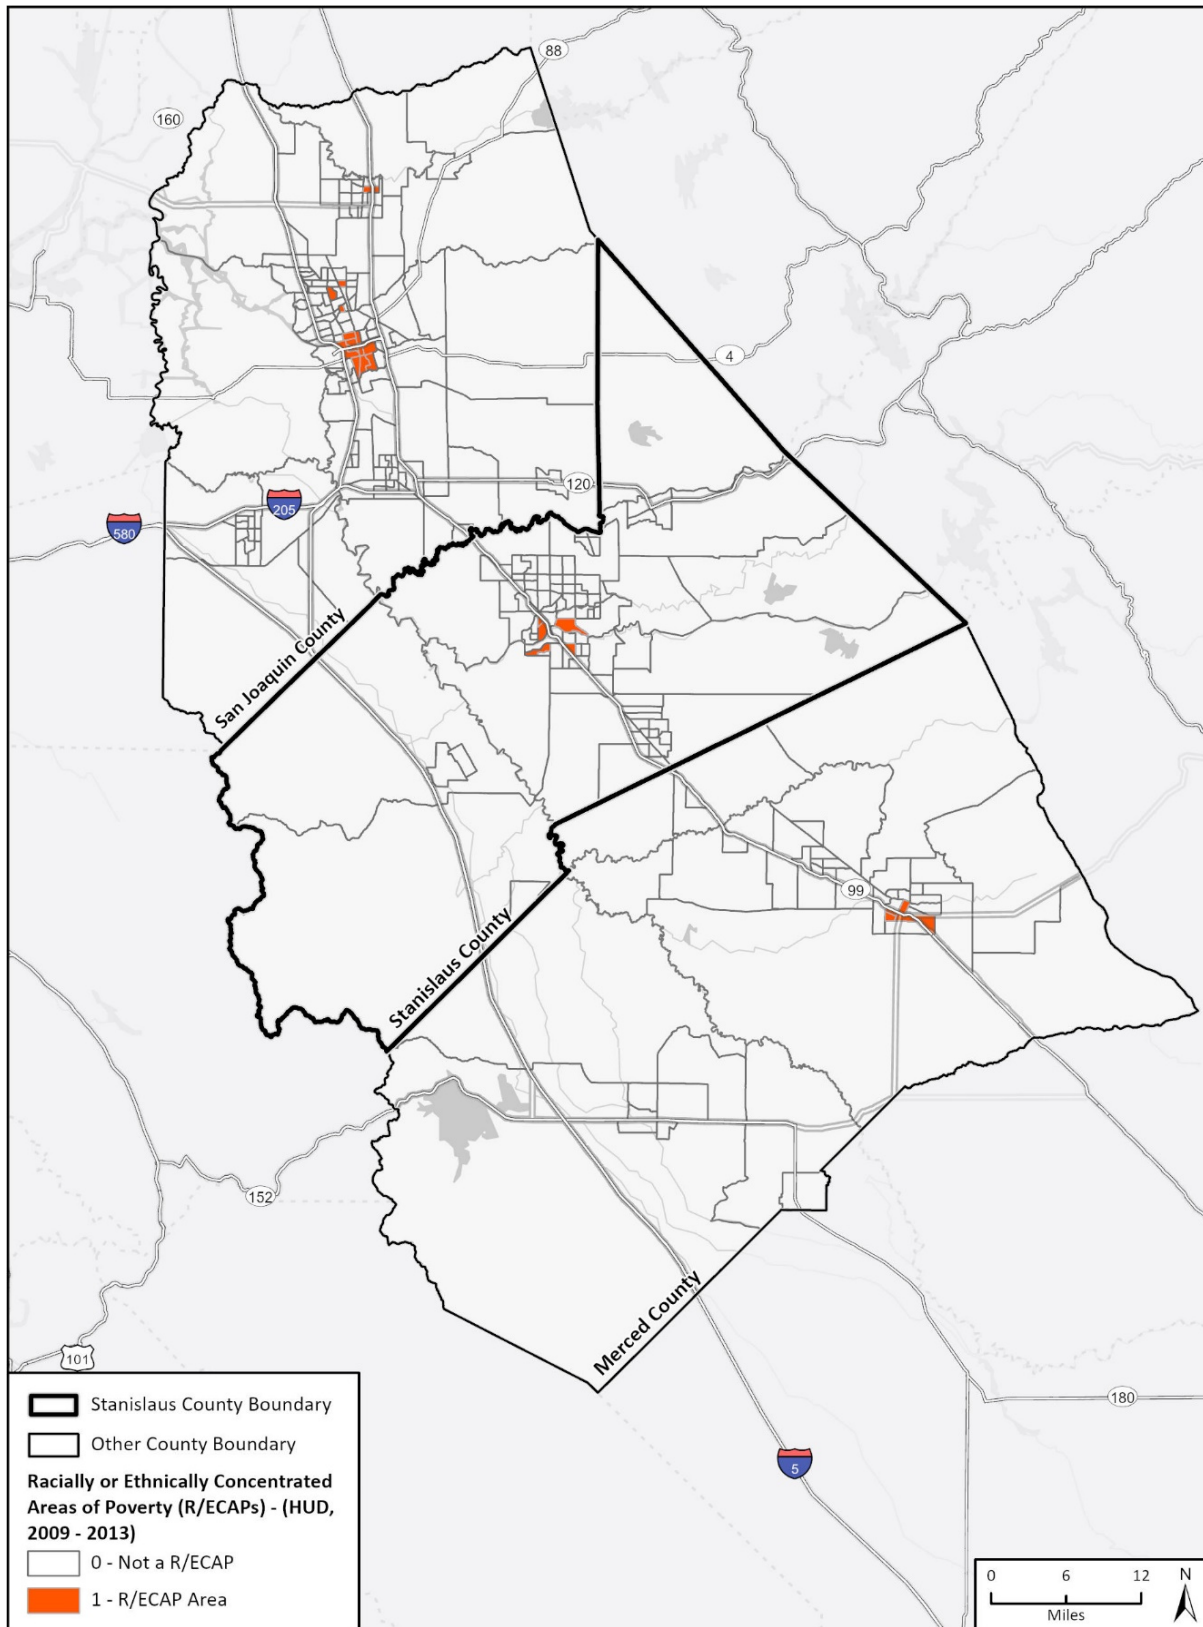 88
160
4
120
205
580
San Joaquin County
99
Stanislaus County
152
Merced County
101
180
5
Stanislaus County Boundary
Other County Boundary
Racially or Ethnically Concentrated
Areas of Poverty (R/ECAPs) - (HUD,
2009 - 2013)
0 - Not a R/ECAP
1 - R/ECAP Area
0 6 12
Miles
N